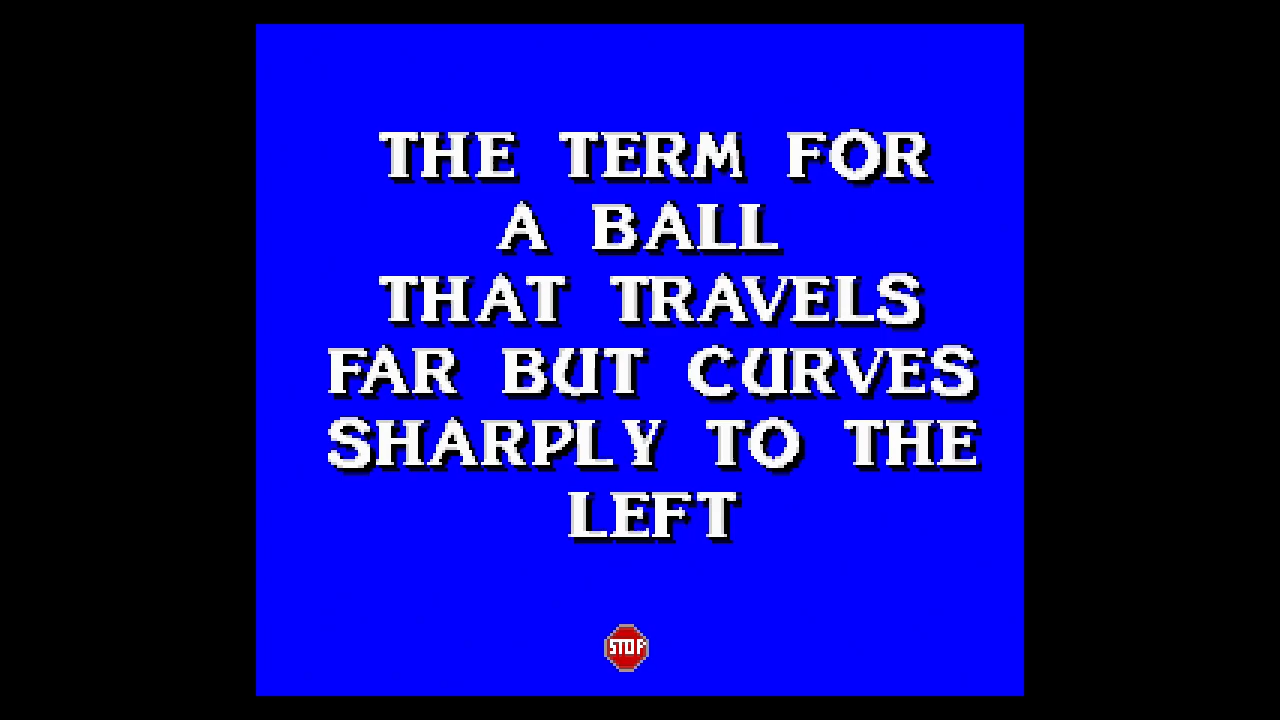 THE TERM FOR
A BALL
THAT TRAVELS
FAR BUT CURVES
SHARPLY TO THE
LEFT
STOP